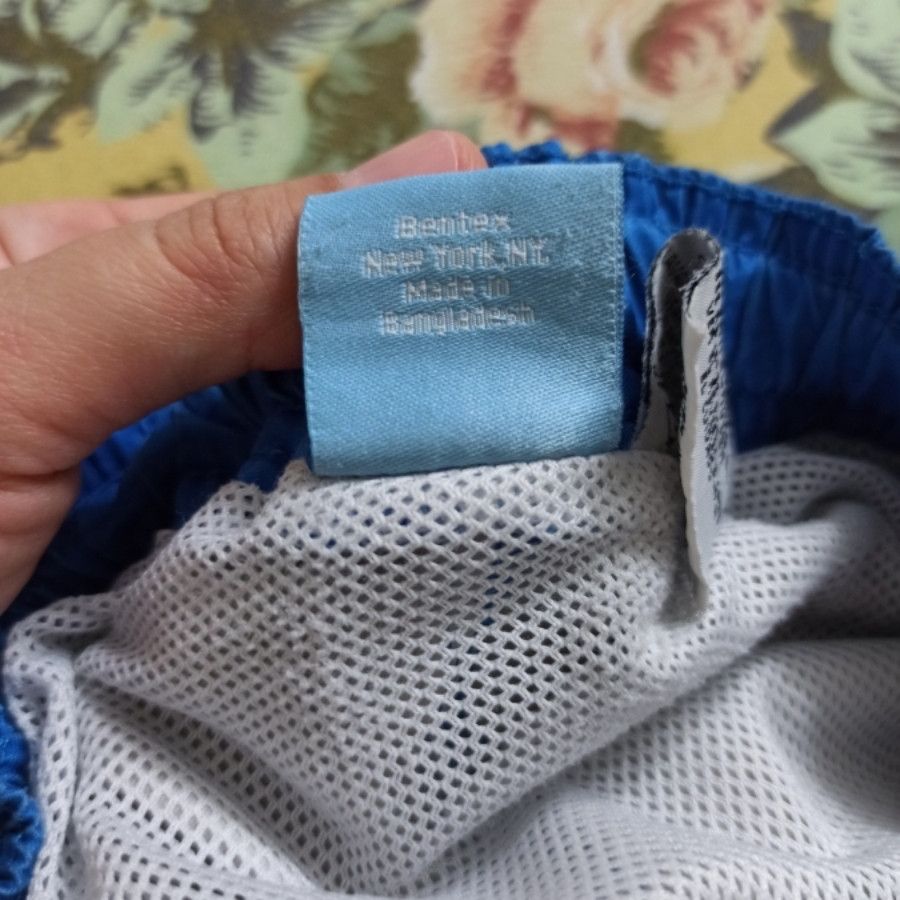 Bentex
New York, NY.
Made in
Bangladesh